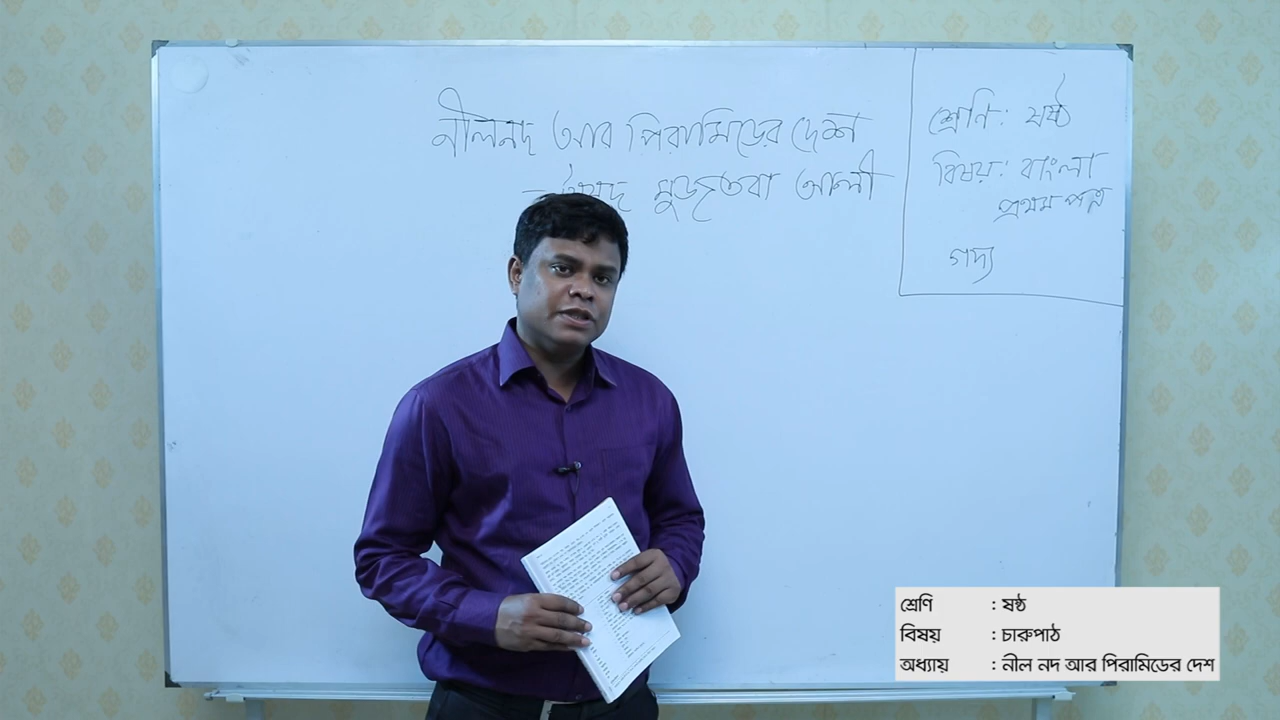 নীলনদ আর পিরামিডের দেশ
মুজতবা আলী
শ্রেণি: ষষ্ঠ
বিষয়: বাংলা
প্রথম পত্র
গদ্য
শ্রেণি : ষষ্ঠ
বিষয় : চারুপাঠ
অধ্যায় : নীল নদ আর পিরামিডের দেশ